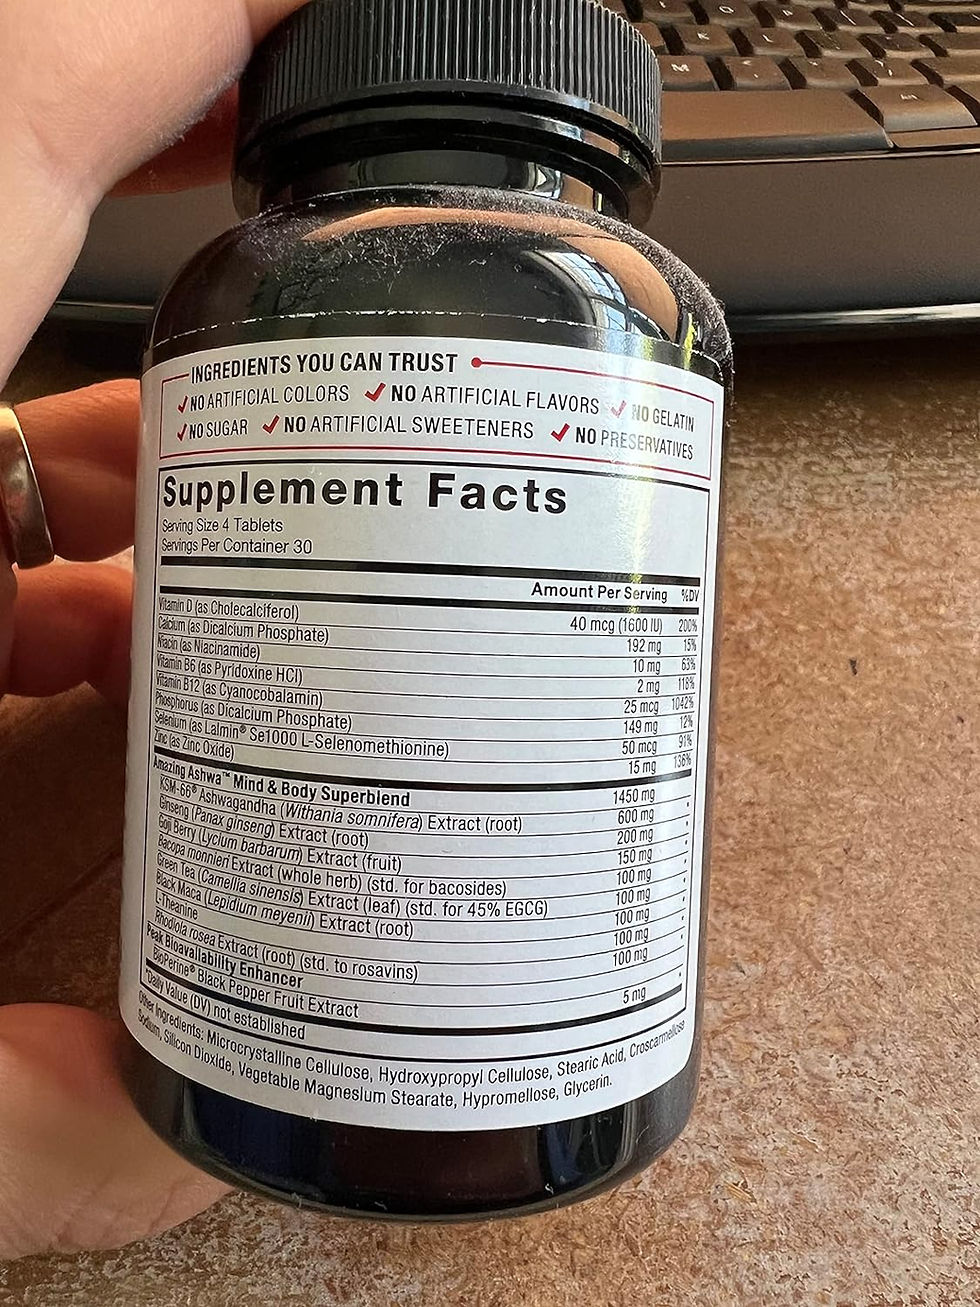 INGREDIENTS YOU CAN TRUST
✓ NO ARTIFICIAL COLORS ✓ NO ARTIFICIAL FLAVORS ✓ NO GELATIN
✓ NO SUGAR ✓ NO ARTIFICIAL SWEETENERS ✓ NO PRESERVATIVES
Supplement Facts
Serving Size 4 Tablets
Servings Per Container 30
Amount Per Serving %DV
Vitamin D (as Cholecalciferol) 40 mcg (1600 IU) 200%
Calcium (as Dicalcium Phosphate) 192 mg 15%
Niacin (as Niacinamide) 10 mg 63%
Vitamin B6 (as Pyridoxine HCl) 2 mg 118%
Vitamin B12 (as Cyanocobalamin) 25 mcg 1042%
Phosphorus (as Dicalcium Phosphate) 149 mg 12%
Selenium (as Lalmin® Se1000 L-Selenomethionine) 50 mcg 91%
Zinc (as Zinc Oxide) 15 mg 136%
Amazing Ashwa™ Mind & Body Superblend 1450 mg *
KSM-66® Ashwagandha (Withania somnifera) Extract (root) 600 mg *
Ginseng (Panax ginseng) Extract (root) 200 mg *
Goji Berry (Lycium barbarum) Extract (fruit) 150 mg *
Bacopa monnieri Extract (whole herb) (std. for bacosides) 100 mg *
Green Tea (Camellia sinensis) Extract (leaf) (std. for 45% EGCG) 100 mg *
Black Maca (Lepidium meyenii) Extract (root) 100 mg *
L-Theanine 100 mg *
Rhodiola rosea Extract (root) (std. to rosavins) 100 mg *
Peak Bioavailability Enhancer
BioPerine® Black Pepper Fruit Extract 5 mg *
*Daily Value (DV) not established
Other Ingredients: Microcrystalline Cellulose, Hydroxypropyl Cellulose, Stearic Acid, Croscarmellose
Sodium, Silicon Dioxide, Vegetable Magnesium Stearate, Hypromellose, Glycerin.